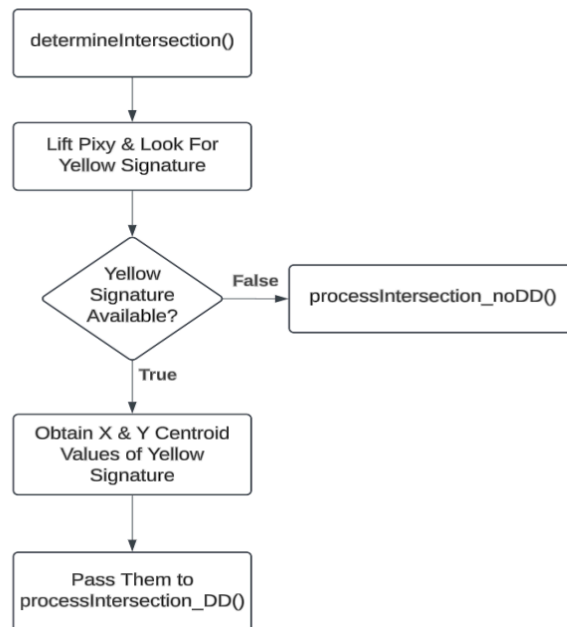 determineIntersection()
Lift Pixy & Look For
Yellow Signature
Yellow
Signature
Available?
False
processIntersection_noDD()
True
Obtain X & Y Centroid
Values of Yellow
Signature
Pass Them to
processIntersection_DD()